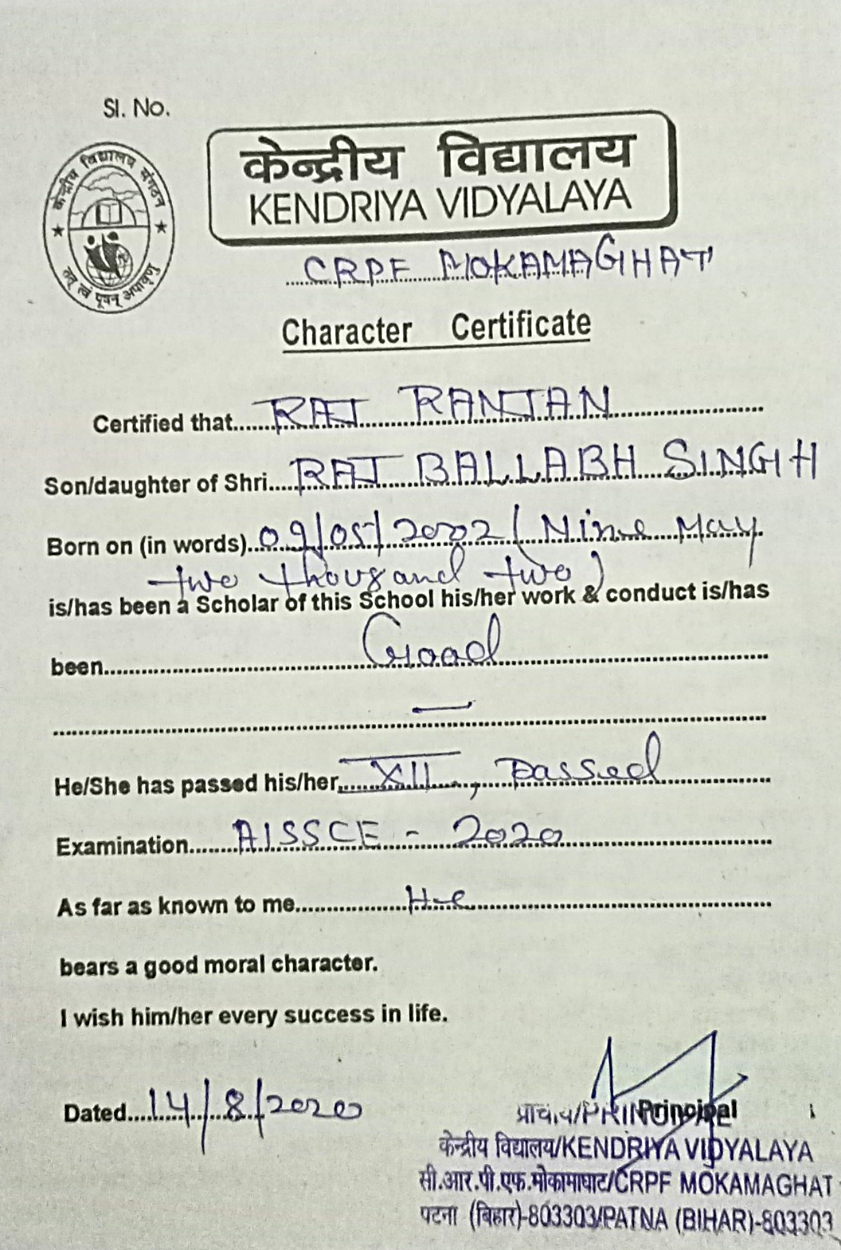 Sl. No.
केन्द्रीय विद्यालय संगठन
तत् त्वं पूषन् अपावृणु
केन्द्रीय विद्यालय
KENDRIYA VIDYALAYA
CRPF MOKAMAGHAT
Character Certificate
Certified that.....RAJ RANJAN.....
Son/daughter of Shri....RAJ BALLABH SINGH
Born on (in words)..09/05/2002 (Nine May
two thousand two)
is/has been a Scholar of this School his/her work & conduct is/has
been.....Good.....
—
He/She has passed his/her....XII, passed.....
Examination.....AISSCE - 2020.....
As far as known to me.....He.....
bears a good moral character.
I wish him/her every success in life.
Dated....14/8/2020
Principal
प्राचार्य/PRINCIPAL
केन्द्रीय विद्यालय/KENDRIYA VIDYALAYA
सी.आर.पी.एफ.मोकामाघाट/CRPF MOKAMAGHAT
पटना (बिहार)-803303/PATNA (BIHAR)-803303